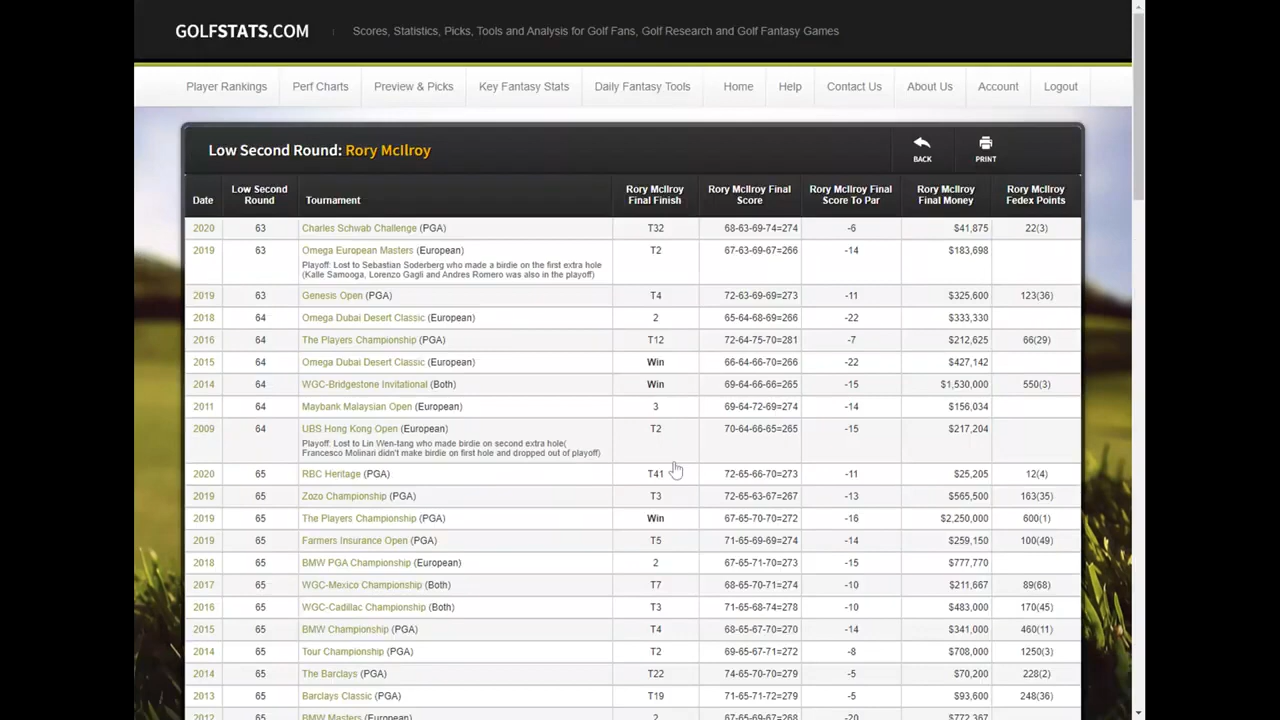 GOLFSTATS.COM Scores, Statistics, Picks, Tools and Analysis for Golf Fans, Golf Research and Golf Fantasy Games
Player Rankings Perf Charts Preview & Picks Key Fantasy Stats Daily Fantasy Tools Home Help Contact Us About Us Account Logout
Low Second Round: Rory McIlroy BACK PRINT
Date Low Second Round Tournament Rory McIlroy Final Finish Rory McIlroy Final Score Rory McIlroy Final Score To Par Rory McIlroy Final Money Rory McIlroy Fedex Points
2020 63 Charles Schwab Challenge (PGA) T32 68-63-69-74=274 -6 $41,875 22(3)
2019 63 Omega European Masters (European) T2 67-63-69-67=266 -14 $183,698
Playoff: Lost to Sebastian Soderberg who made a birdie on the first extra hole
(Kalle Samooga, Lorenzo Gagli and Andres Romero was also in the playoff)
2019 63 Genesis Open (PGA) T4 72-63-69-69=273 -11 $325,600 123(36)
2018 64 Omega Dubai Desert Classic (European) 2 65-64-68-69=266 -22 $333,330
2016 64 The Players Championship (PGA) T12 72-64-75-70=281 -7 $212,625 66(29)
2015 64 Omega Dubai Desert Classic (European) Win 66-64-66-70=266 -22 $427,142
2014 64 WGC-Bridgestone Invitational (Both) Win 69-64-66-66=265 -15 $1,530,000 550(3)
2011 64 Maybank Malaysian Open (European) 3 69-64-72-69=274 -14 $156,034
2009 64 UBS Hong Kong Open (European) T2 70-64-66-65=265 -15 $217,204
Playoff: Lost to Lin Wen-tang who made birdie on second extra hole(
Francesco Molinari didn't make birdie on first hole and dropped out of playoff)
2020 65 RBC Heritage (PGA) T41 72-65-66-70=273 -11 $25,205 12(4)
2019 65 Zozo Championship (PGA) T3 72-65-63-67=267 -13 $565,500 163(35)
2019 65 The Players Championship (PGA) Win 67-65-70-70=272 -16 $2,250,000 600(1)
2019 65 Farmers Insurance Open (PGA) T5 71-65-69-69=274 -14 $259,150 100(49)
2018 65 BMW PGA Championship (European) 2 67-65-71-70=273 -15 $777,770
2017 65 WGC-Mexico Championship (Both) T7 68-65-70-71=274 -10 $211,667 89(68)
2016 65 WGC-Cadillac Championship (Both) T3 71-65-68-74=278 -10 $483,000 170(45)
2015 65 BMW Championship (PGA) T4 68-65-67-70=270 -14 $341,000 460(11)
2014 65 Tour Championship (PGA) T2 69-65-67-71=272 -8 $708,000 1250(3)
2014 65 The Barclays (PGA) T22 74-65-70-70=279 -5 $70,200 228(2)
2013 65 Barclays Classic (PGA) T19 71-65-71-72=279 -5 $93,600 248(36)
2012 65 BMW Masters (European) 2 67-65-69-67=268 -20 $772,367